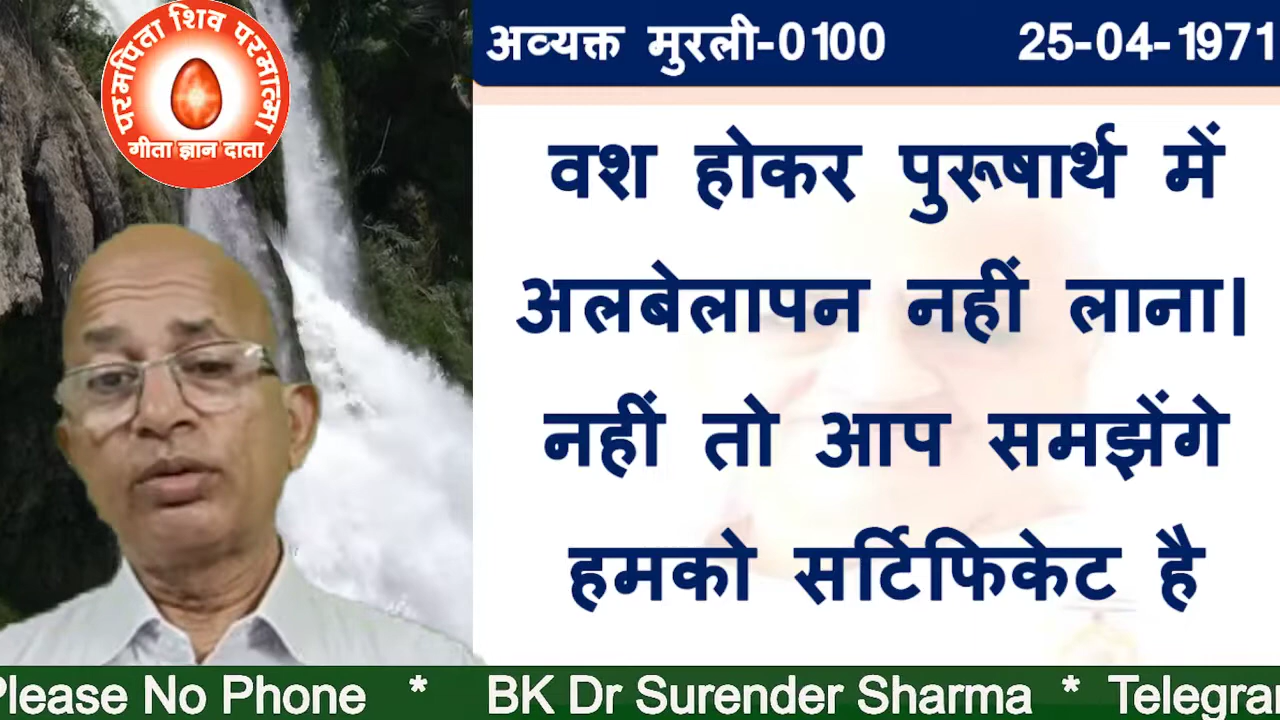 परमपिता शिव परमात्मा
गीता ज्ञान दाता
अव्यक्त मुरली-0100 25-04-1971
वश होकर पुरूषार्थ में
अलबेलापन नहीं लाना।
नहीं तो आप समझेंगे
हमको सर्टिफिकेट है
Please No Phone * BK Dr Surender Sharma * Telegra